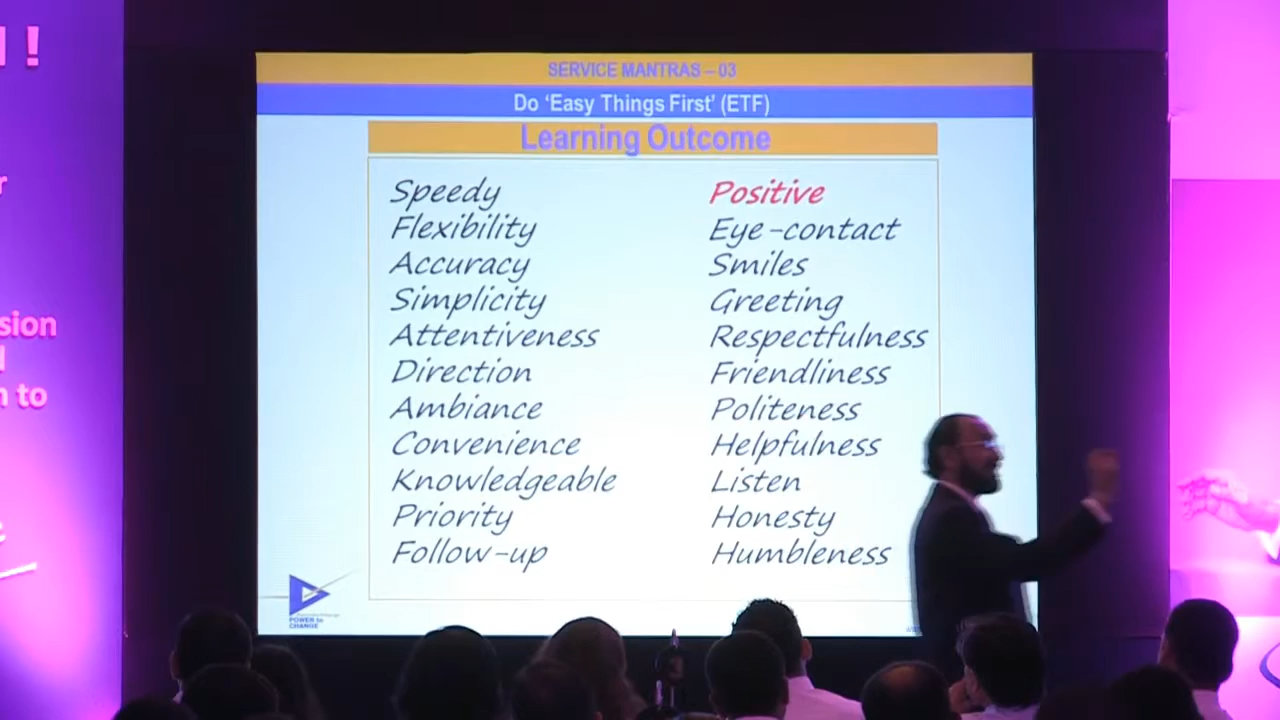 !
sion
n to
SERVICE MANTRAS – 03
Do ‘Easy Things First’ (ETF)
Learning Outcome
Speedy
Flexibility
Accuracy
Simplicity
Attentiveness
Direction
Ambiance
Convenience
Knowledgeable
Priority
Follow-up
Positive
Eye-contact
Smiles
Greeting
Respectfulness
Friendliness
Politeness
Helpfulness
Listen
Honesty
Humbleness
POWER to
CHANGE